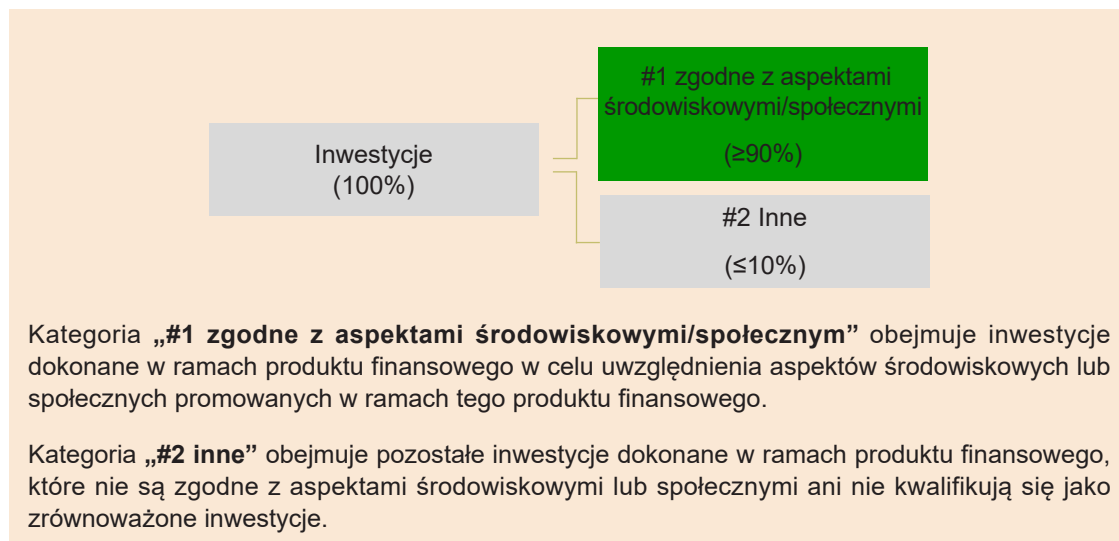 #1 zgodne z aspektami
środowiskowymi/społecznymi
(≥90%)
Inwestycje
(100%)
#2 Inne
(≤10%)
Kategoria „#1 zgodne z aspektami środowiskowymi/społecznym” obejmuje inwestycje
dokonane w ramach produktu finansowego w celu uwzględnienia aspektów środowiskowych lub
społecznych promowanych w ramach tego produktu finansowego.
Kategoria „#2 inne” obejmuje pozostałe inwestycje dokonane w ramach produktu finansowego,
które nie są zgodne z aspektami środowiskowymi lub społecznymi ani nie kwalifikują się jako
zrównoważone inwestycje.